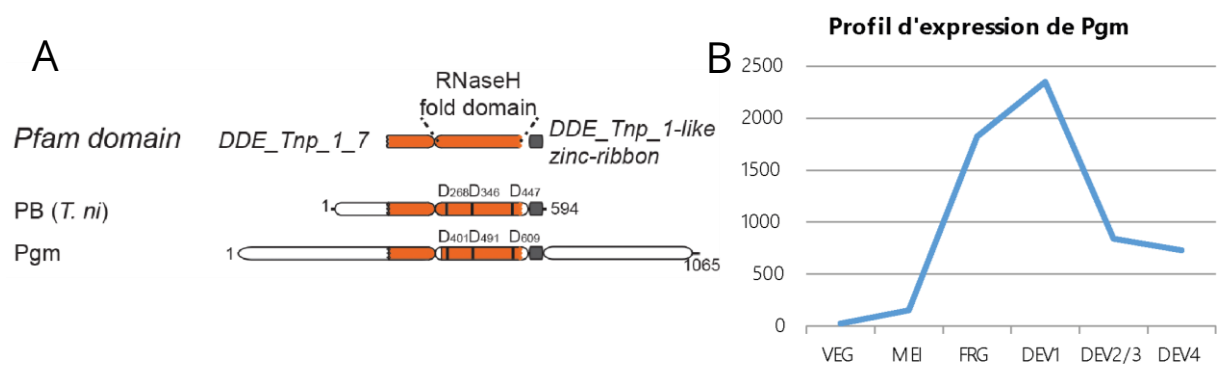 A
RNaseH
fold domain
Pfam domain
DDE_Tnp_1_7
DDE_Tnp_1-like
zinc-ribbon
PB (T. ni)
1
D268D346 D447
594
Pgm
1
D401D491 D609
1065
B
Profil d'expression de Pgm
2500
2000
1500
1000
500
0
VEG MEI FRG DEV1 DEV2/3 DEV4